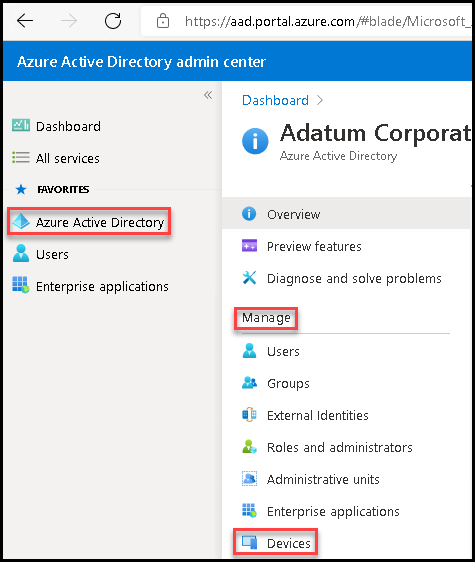 https://aad.portal.azure.com/#blade/Microsoft_
Azure Active Directory admin center
«
Dashboard
All services
FAVORITES
Azure Active Directory
Users
Enterprise applications
Dashboard >
Adatum Corporat
Azure Active Directory
Overview
Preview features
Diagnose and solve problems
Manage
Users
Groups
External Identities
Roles and administrators
Administrative units
Enterprise applications
Devices